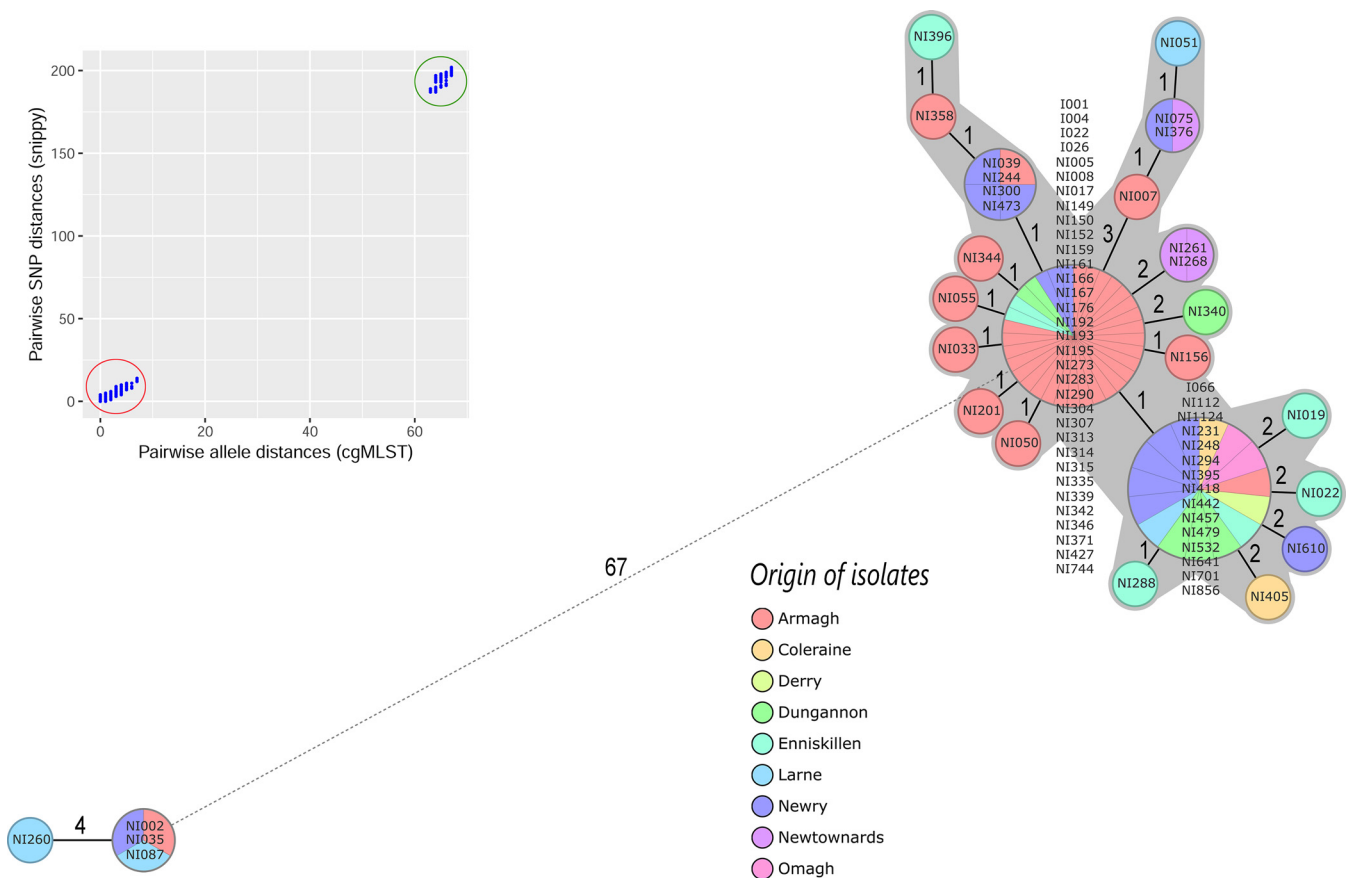 200
150
100
50
0
0
20
40
60
Pairwise SNP distances (snippy)
Pairwise allele distances (cgMLST)
NI396
1
NI358
1
NI039
NI244
NI300
NI473
1
NI051
1
NI075
NI376
1
NI007
3
NI261
NI268
2
NI340
2
NI156
1
NI344
1
NI055
1
NI033
1
NI201
1
NI050
1
I001
I004
I022
I026
NI005
NI008
NI017
NI149
NI150
NI152
NI159
NI161
NI166
NI167
NI176
NI192
NI193
NI195
NI273
NI283
NI290
NI304
NI307
NI313
NI314
NI315
NI335
NI339
NI342
NI346
NI371
NI427
NI744
1
I066
NI112
NI1124
NI231
NI248
NI294
NI395
NI418
NI442
NI457
NI479
NI532
NI641
NI701
NI856
2
NI019
2
NI022
2
NI610
2
NI405
1
NI288
67
Origin of isolates
Armagh
Coleraine
Derry
Dungannon
Enniskillen
Larne
Newry
Newtownards
Omagh
NI260
4
NI002
NI035
NI087